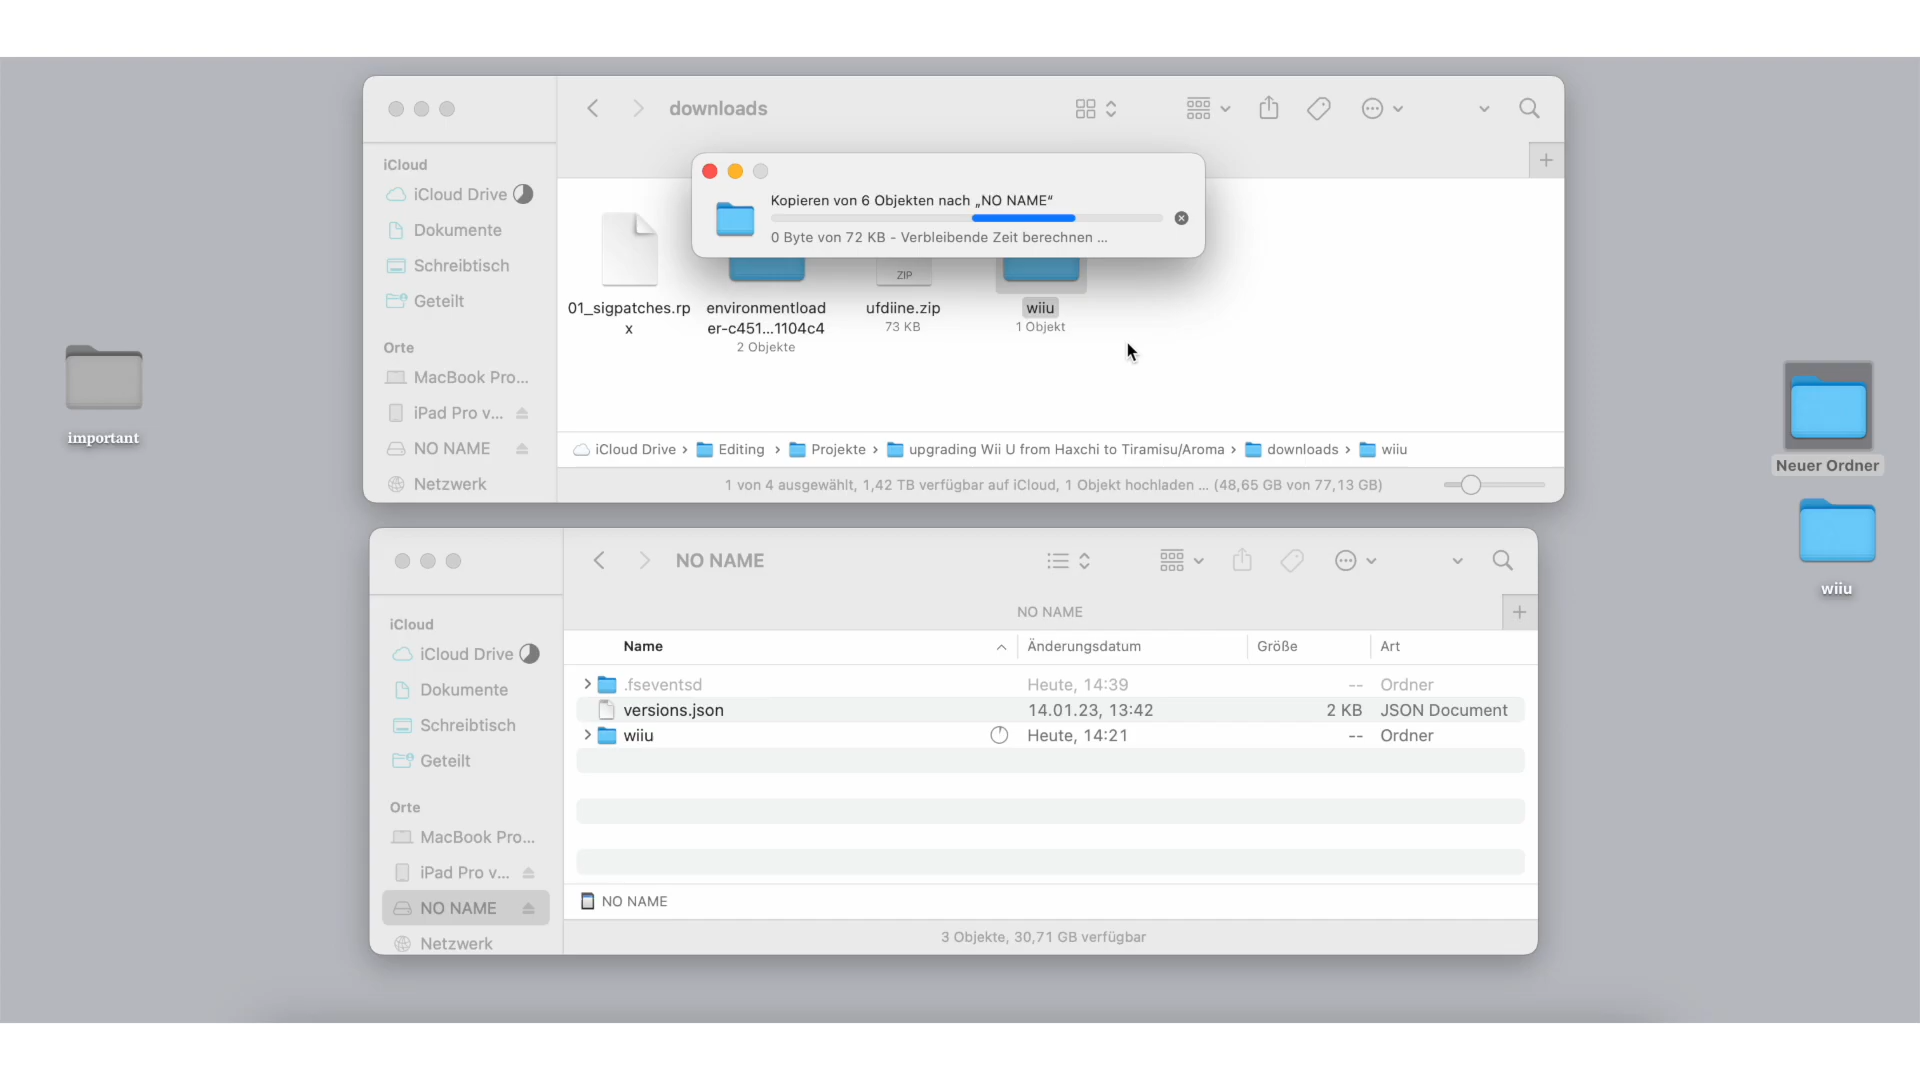 downloads
iCloud
iCloud Drive
Dokumente
Schreibtisch
Geteilt
Orte
MacBook Pro...
iPad Pro v...
NO NAME
Netzwerk
Kopieren von 6 Objekten nach „NO NAME“
0 Byte von 72 KB - Verbleibende Zeit berechnen ...
01_sigpatches.rp
x
environmentload
er-c451...1104c4
2 Objekte
ZIP
ufdiine.zip
73 KB
wiiu
1 Objekt
iCloud Drive › Editing › Projekte › upgrading Wii U from Haxchi to Tiramisu/Aroma › downloads › wiiu
1 von 4 ausgewählt, 1,42 TB verfügbar auf iCloud, 1 Objekt hochladen ... (48,65 GB von 77,13 GB)
important
Neuer Ordner
wiiu
NO NAME
iCloud
iCloud Drive
Dokumente
Schreibtisch
Geteilt
Orte
MacBook Pro...
iPad Pro v...
NO NAME
Netzwerk
NO NAME
Name Änderungsdatum Größe Art
.fseventsd Heute, 14:39 -- Ordner
versions.json 14.01.23, 13:42 2 KB JSON Document
wiiu Heute, 14:21 -- Ordner
NO NAME
3 Objekte, 30,71 GB verfügbar